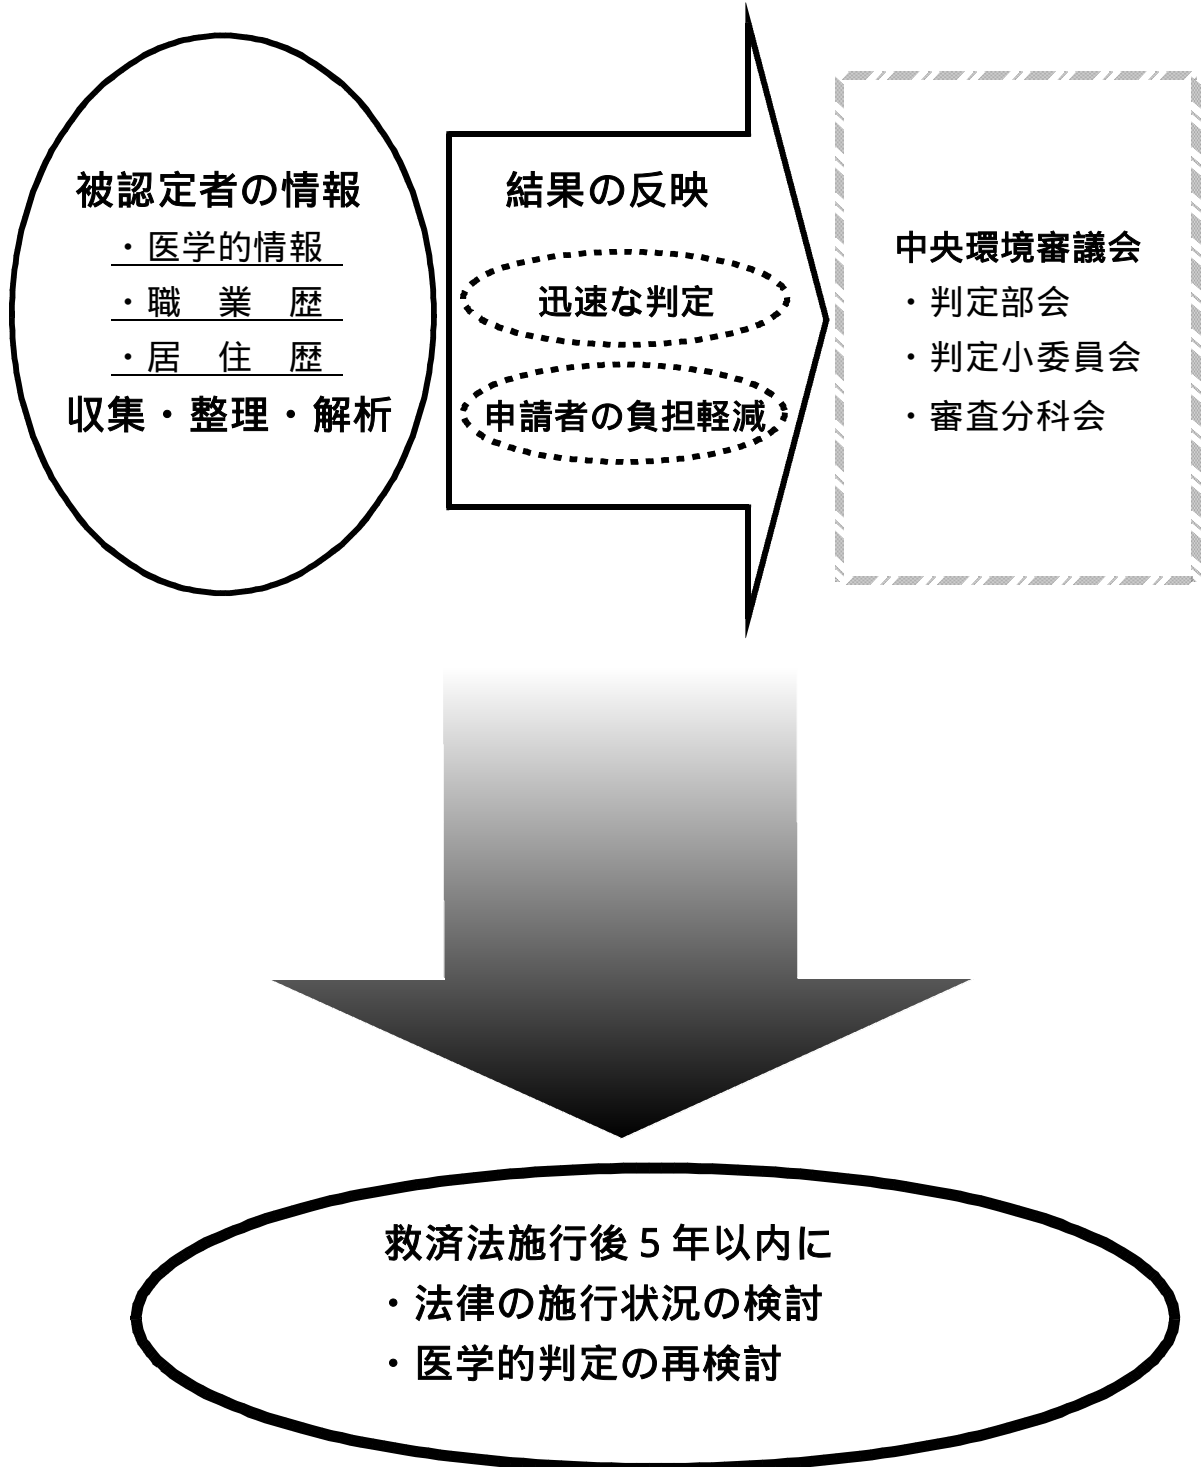 被認定者の情報
・医学的情報
・職　業　歴
・居　住　歴
収集・整理・解析
結果の反映
迅速な判定
申請者の負担軽減
中央環境審議会
・判定部会
・判定小委員会
・審査分科会
救済法施行後５年以内に
・法律の施行状況の検討
・医学的判定の再検討